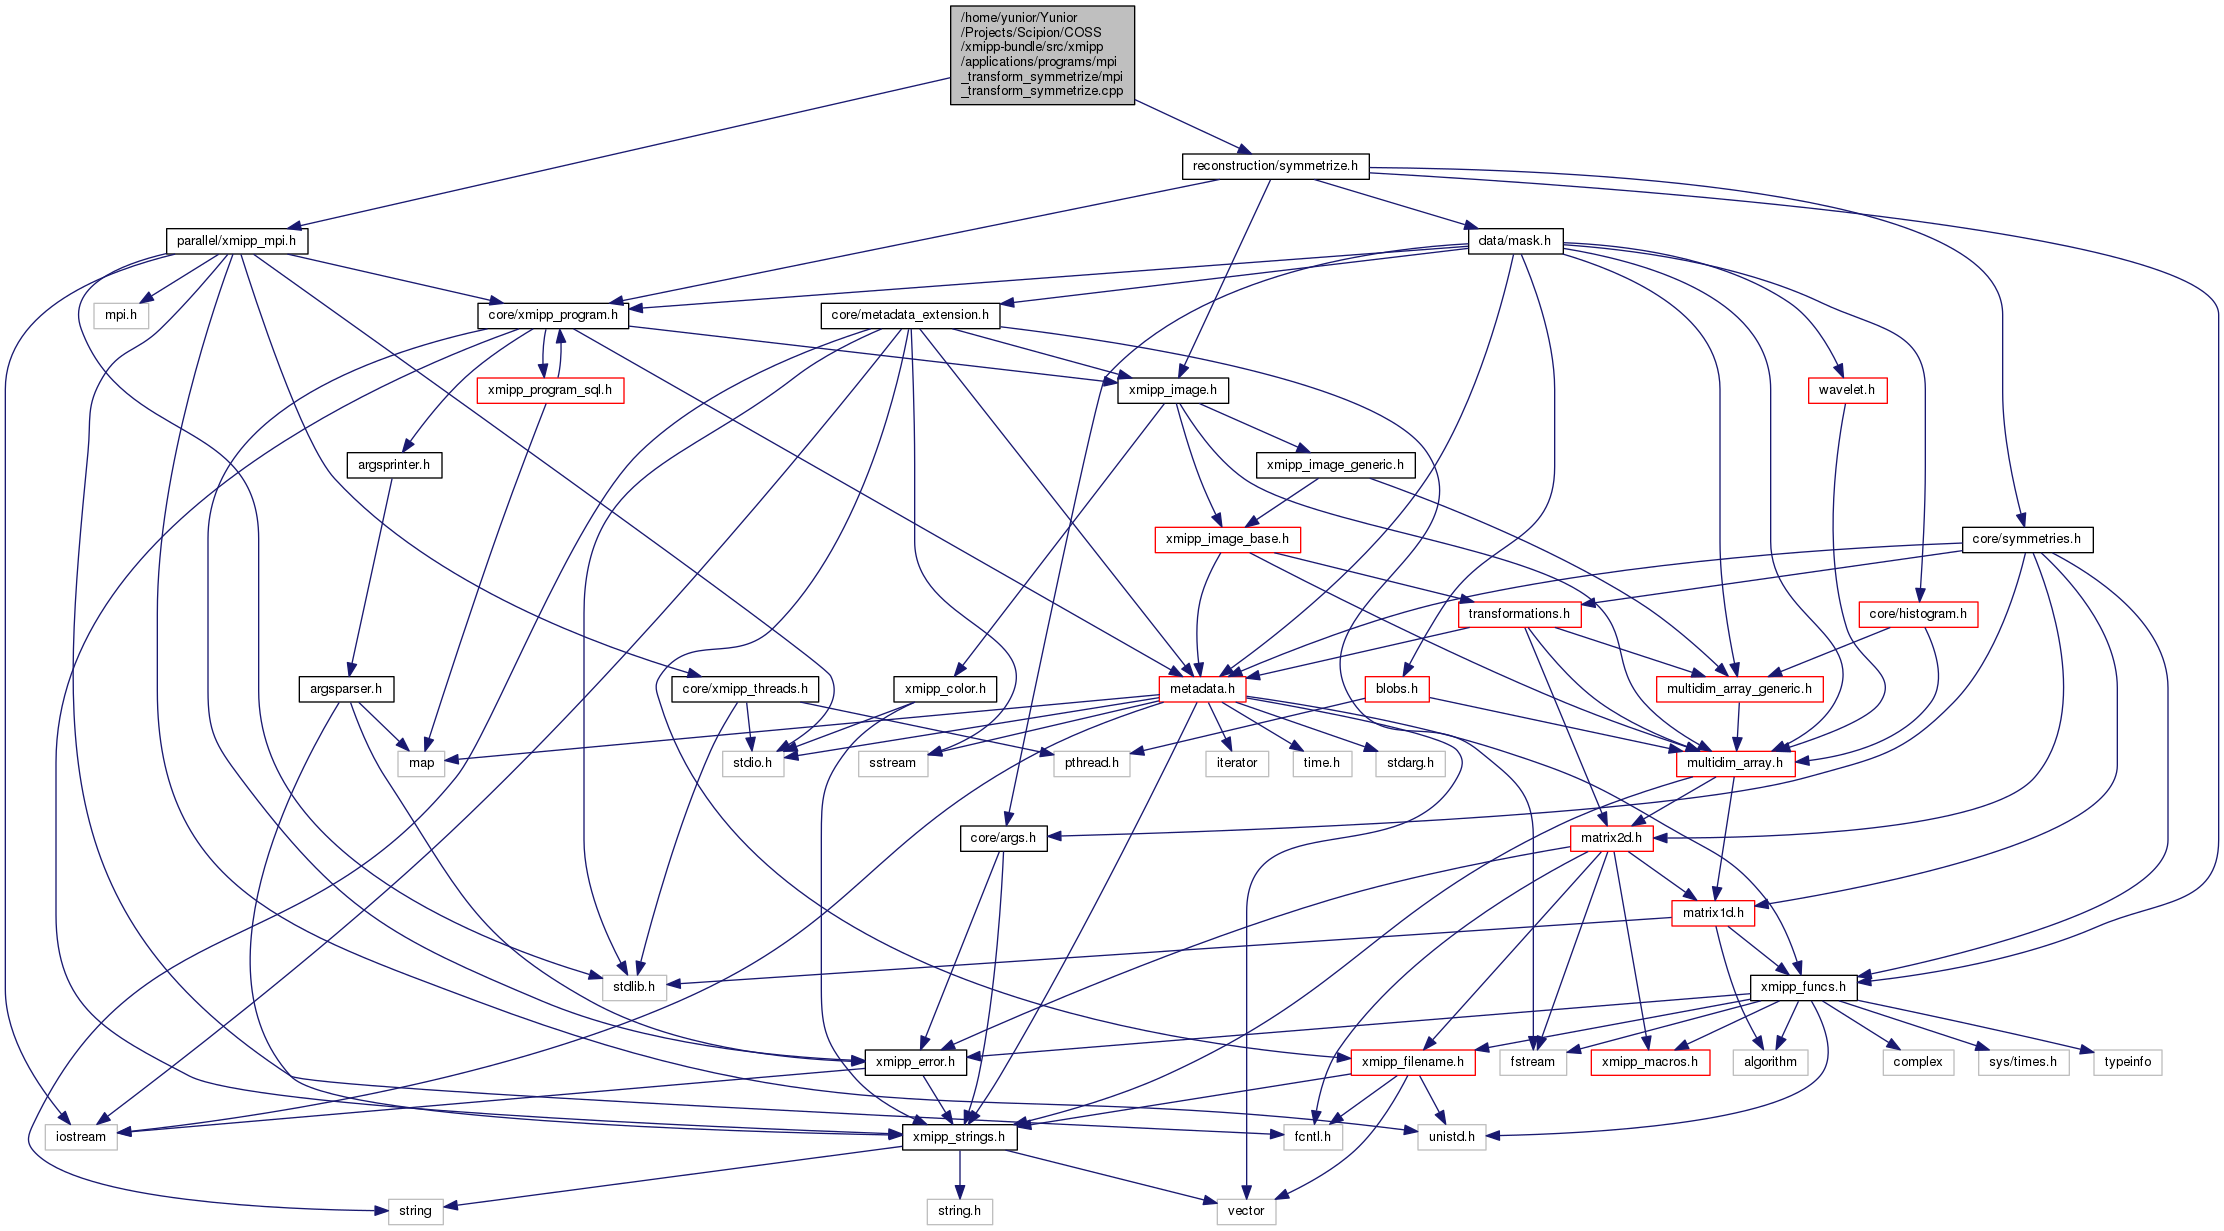 /home/yunior/Yunior
/Projects/Scipion/COSS
/xmipp-bundle/src/xmipp
/applications/programs/mpi
_transform_symmetrize/mpi
_transform_symmetrize.cpp
reconstruction/symmetrize.h
parallel/xmipp_mpi.h
data/mask.h
mpi.h
core/xmipp_program.h
core/metadata_extension.h
xmipp_program_sql.h
xmipp_image.h
wavelet.h
argsprinter.h
xmipp_image_generic.h
xmipp_image_base.h
core/symmetries.h
transformations.h
core/histogram.h
argsparser.h
core/xmipp_threads.h
xmipp_color.h
metadata.h
blobs.h
multidim_array_generic.h
map
stdio.h
sstream
pthread.h
iterator
time.h
stdarg.h
multidim_array.h
core/args.h
matrix2d.h
matrix1d.h
stdlib.h
xmipp_funcs.h
xmipp_error.h
xmipp_filename.h
fstream
xmipp_macros.h
algorithm
complex
sys/times.h
typeinfo
iostream
xmipp_strings.h
fcntl.h
unistd.h
string
string.h
vector